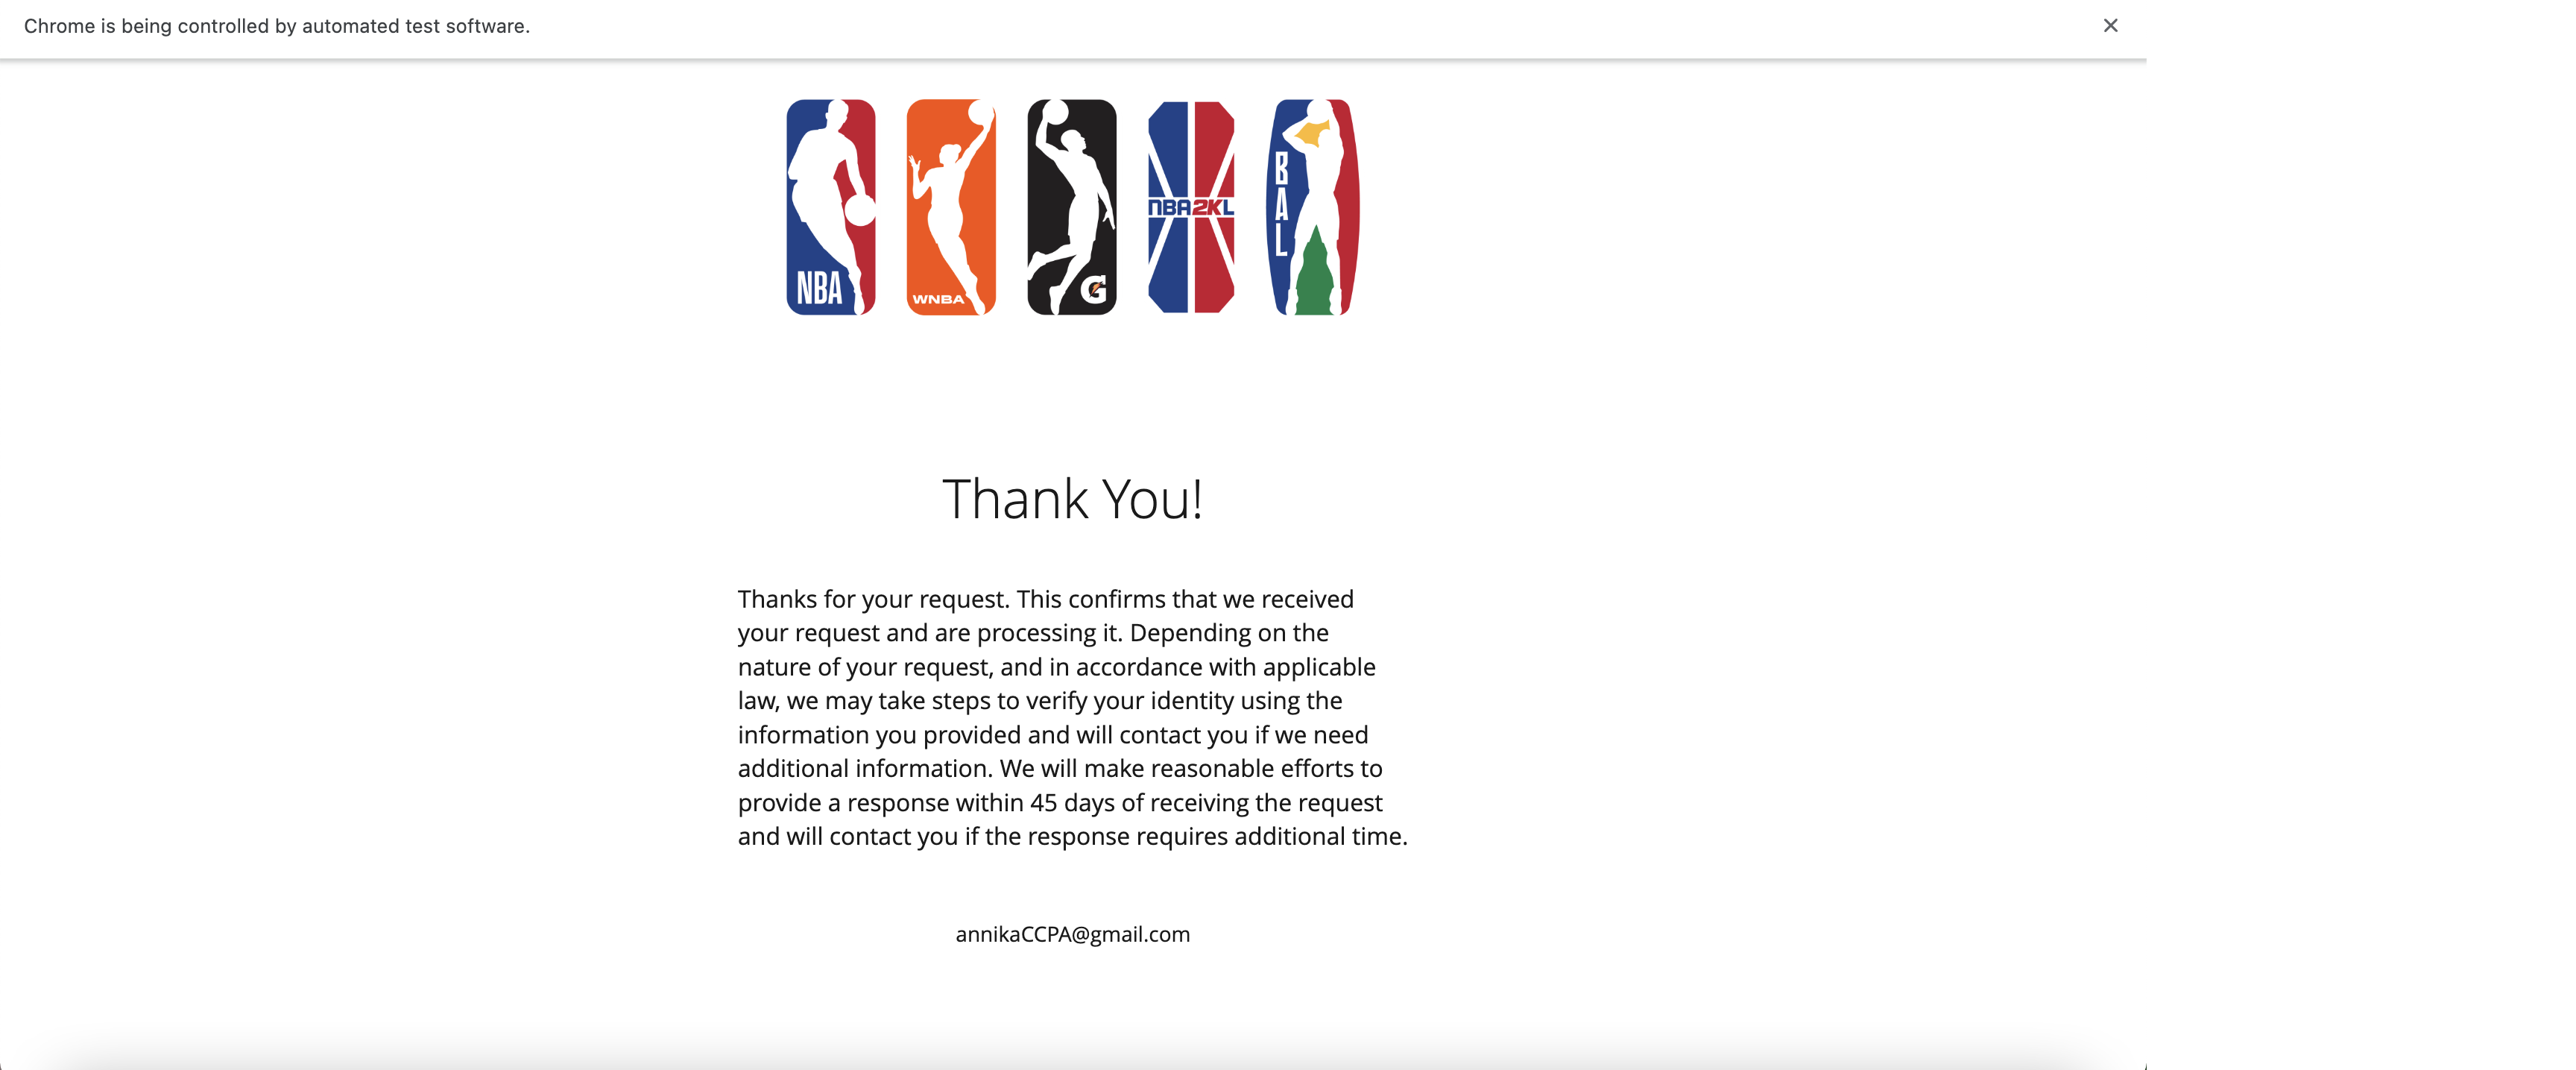 Chrome is being controlled by automated test software.
NBA
WNBA
G
NBA2KL
BAL
Thank You!
Thanks for your request. This confirms that we received
your request and are processing it. Depending on the
nature of your request, and in accordance with applicable
law, we may take steps to verify your identity using the
information you provided and will contact you if we need
additional information. We will make reasonable efforts to
provide a response within 45 days of receiving the request
and will contact you if the response requires additional time.
annikaCCPA@gmail.com